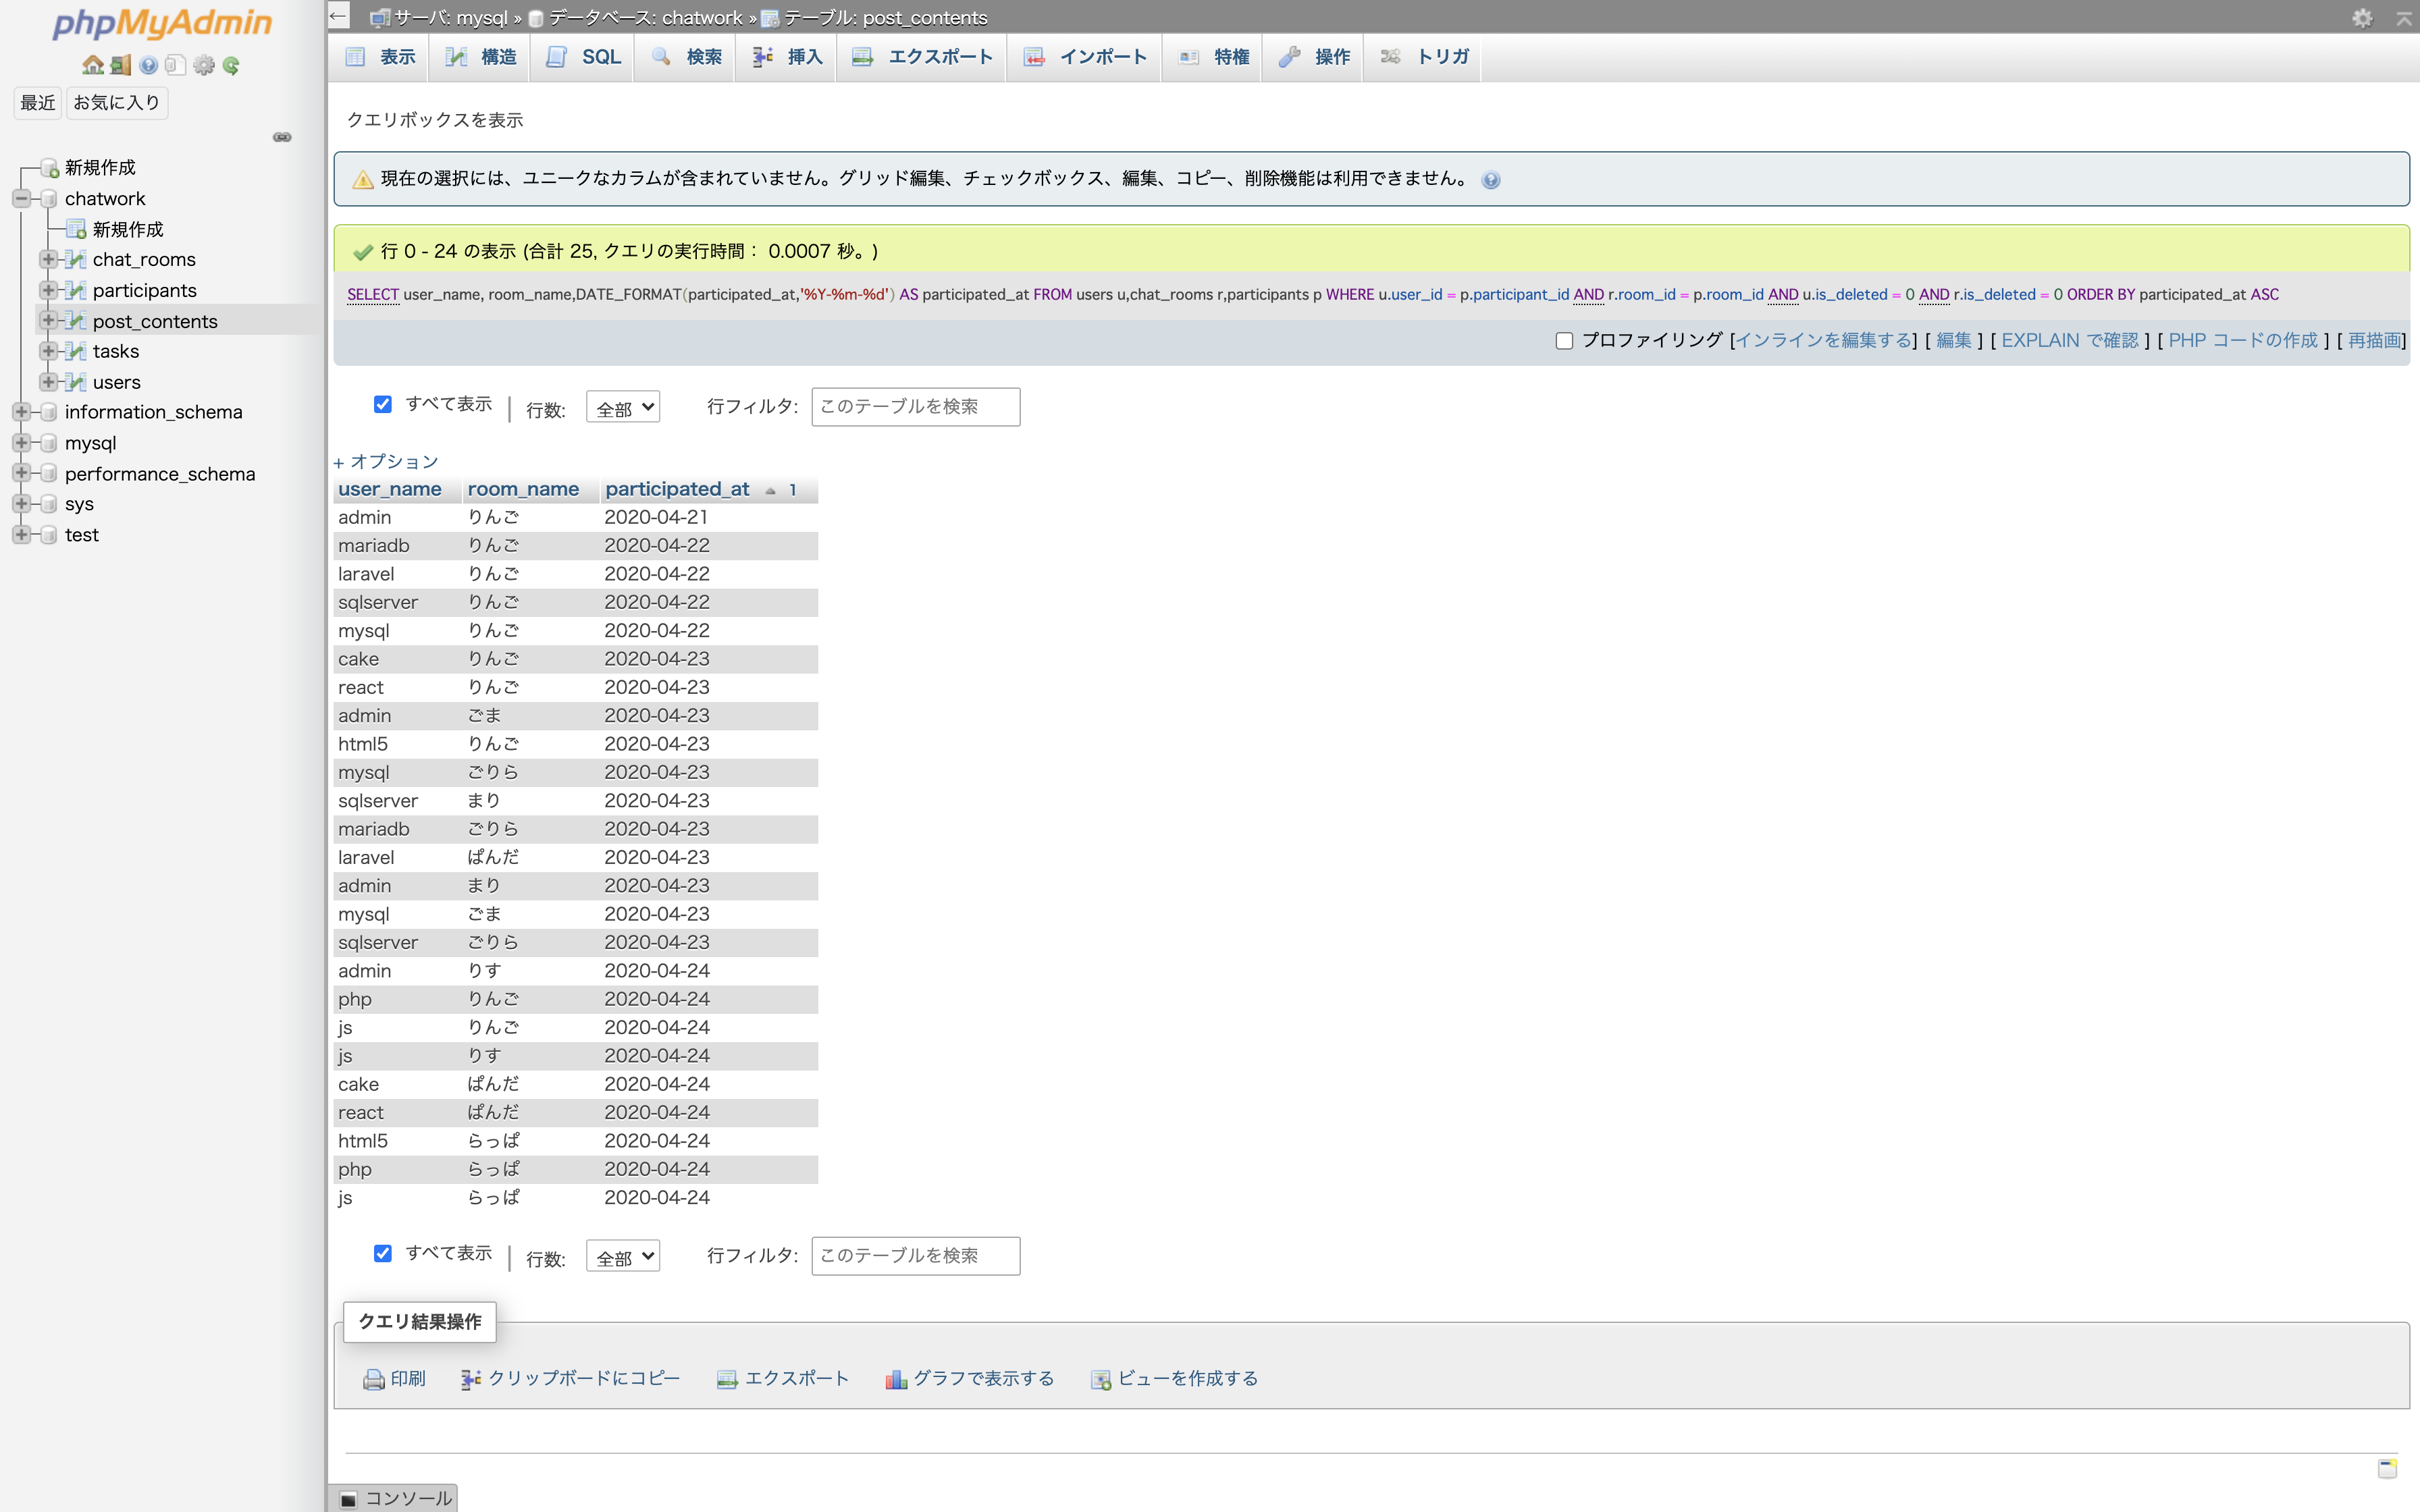 phpMyAdmin
最近 お気に入り
新規作成
chatwork
新規作成
chat_rooms
participants
post_contents
tasks
users
information_schema
mysql
performance_schema
sys
test
サーバ: mysql » データベース: chatwork » テーブル: post_contents
表示 構造 SQL 検索 挿入 エクスポート インポート 特権 操作 トリガ
クエリボックスを表示
現在の選択には、ユニークなカラムが含まれていません。グリッド編集、チェックボックス、編集、コピー、削除機能は利用できません。
行 0 - 24 の表示 (合計 25, クエリの実行時間： 0.0007 秒。)
SELECT user_name, room_name,DATE_FORMAT(participated_at,'%Y-%m-%d') AS participated_at FROM users u,chat_rooms r,participants p WHERE u.user_id = p.participant_id AND r.room_id = p.room_id AND u.is_deleted = 0 AND r.is_deleted = 0 ORDER BY participated_at ASC
プロファイリング [インラインを編集する] [ 編集 ] [ EXPLAIN で確認 ] [ PHP コードの作成 ] [ 再描画]
すべて表示 | 行数: 全部 行フィルタ: このテーブルを検索
+ オプション
user_name room_name participated_at 1
admin りんご 2020-04-21
mariadb りんご 2020-04-22
laravel りんご 2020-04-22
sqlserver りんご 2020-04-22
mysql りんご 2020-04-22
cake りんご 2020-04-23
react りんご 2020-04-23
admin ごま 2020-04-23
html5 りんご 2020-04-23
mysql ごりら 2020-04-23
sqlserver まり 2020-04-23
mariadb ごりら 2020-04-23
laravel ぱんだ 2020-04-23
admin まり 2020-04-23
mysql ごま 2020-04-23
sqlserver ごりら 2020-04-23
admin りす 2020-04-24
php りんご 2020-04-24
js りんご 2020-04-24
js りす 2020-04-24
cake ぱんだ 2020-04-24
react ぱんだ 2020-04-24
html5 らっぱ 2020-04-24
php らっぱ 2020-04-24
js らっぱ 2020-04-24
すべて表示 | 行数: 全部 行フィルタ: このテーブルを検索
クエリ結果操作
印刷 クリップボードにコピー エクスポート グラフで表示する ビューを作成する
コンソール